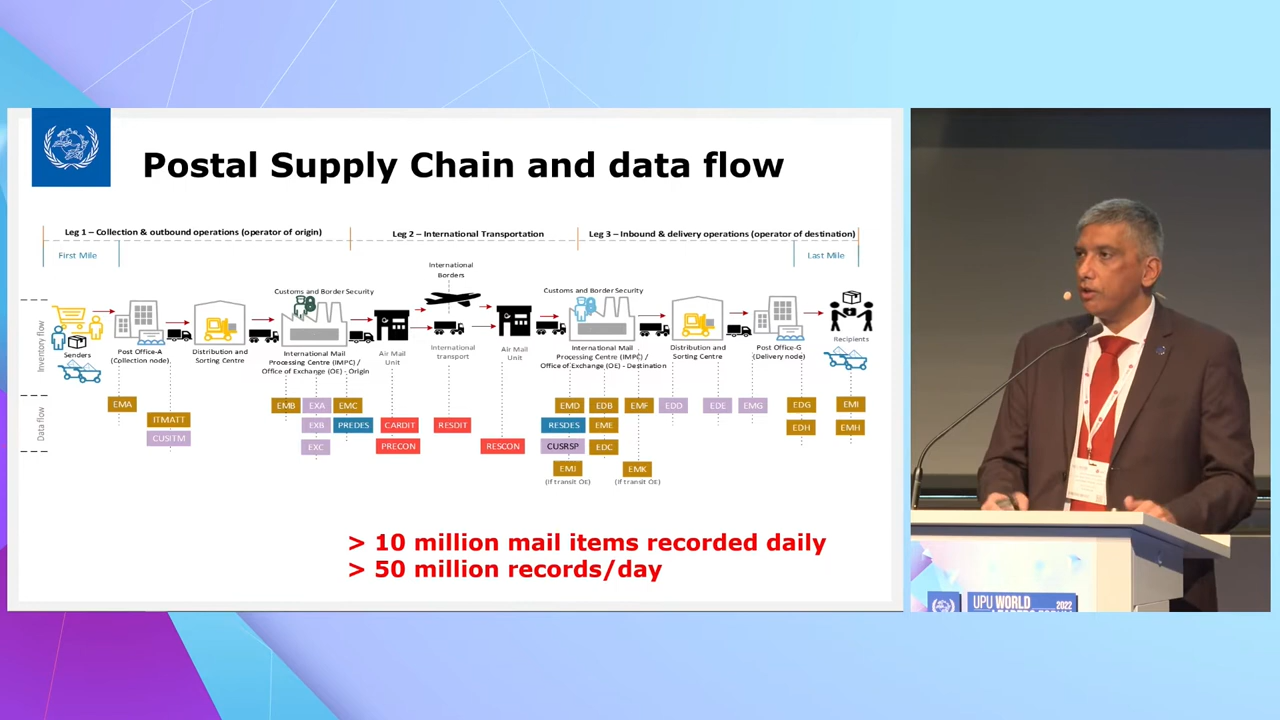 Postal Supply Chain and data flow
Leg 1 – Collection & outbound operations (operator of origin)
Leg 2 – International Transportation
Leg 3 – Inbound & delivery operations (operator of destination)
First Mile
Last Mile
International
Borders
Customs and Border Security
Customs and Border Security
Inventory flow
Senders
Post Office-A
(Collection node)
Distribution and
Sorting Centre
International Mail
Processing Centre (IMPC) /
Office of Exchange (OE) - Origin
Air Mail
Unit
International
transport
Air Mail
Unit
International Mail
Processing Centre (IMPC) /
Office of Exchange (OE) - Destination
Distribution and
Sorting Centre
Post Office-G
(Delivery node)
Recipients
Data flow
EMA
ITMATT
CUSITM
EMB
EXA
EMC
EXB
PREDES
EXC
CARDIT
PRECON
RESDIT
RESCON
EMD
EDB
EMF
EDO
EDE
EMG
EDG
EMI
RESDES
EME
EDH
EMH
CUSRSP
EDC
EMJ
(If transit OE)
EMK
(If transit OE)
> 10 million mail items recorded daily
> 50 million records/day
UPU WORLD
2022